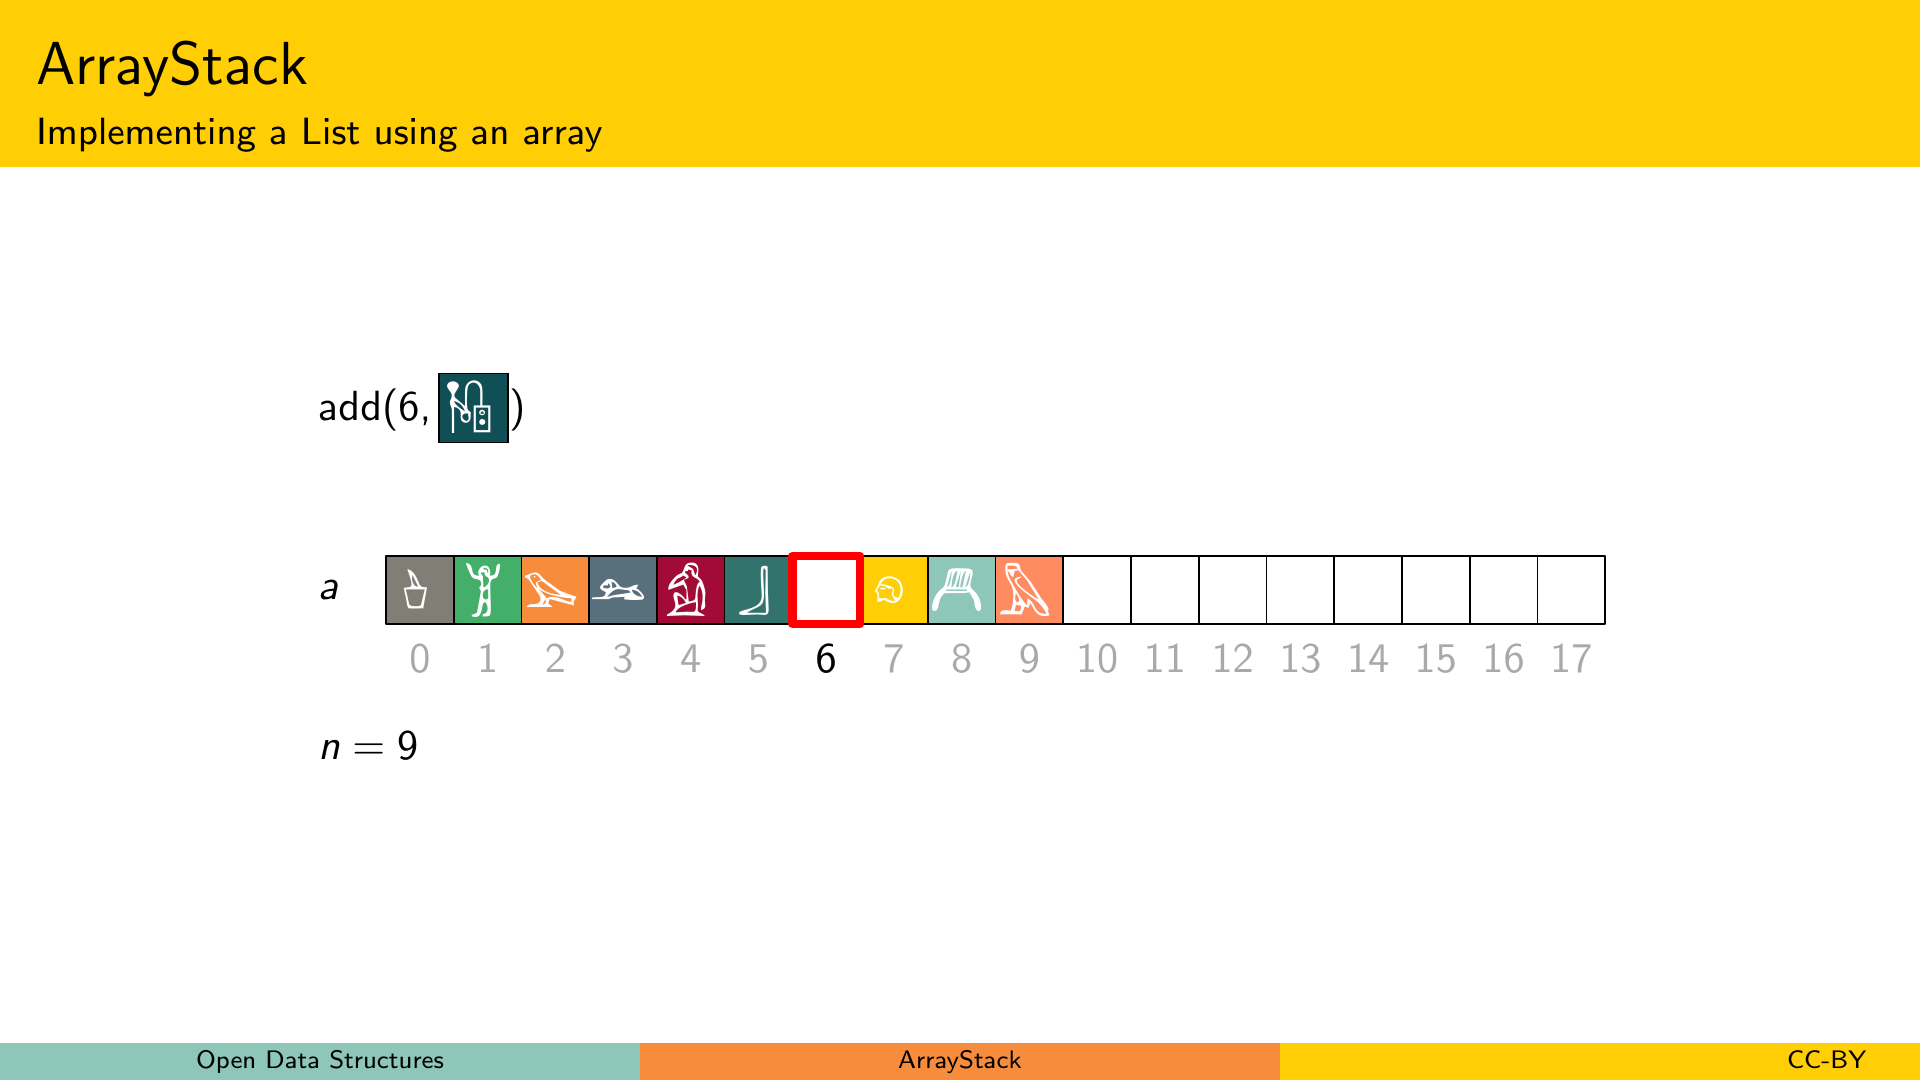 ArrayStack
Implementing a List using an array
add(6, )
a
0 1 2 3 4 5 6 7 8 9 10 11 12 13 14 15 16 17
n = 9
Open Data Structures ArrayStack CC-BY